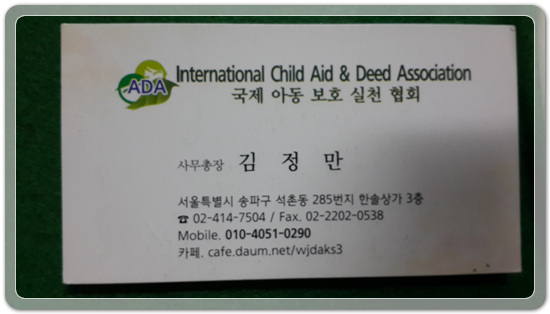 ADA
International Child Aid & Deed Association
국제 아동 보호 실천 협회
사무총장 김 정 만
서울특별시 송파구 석촌동 285번지 한솔상가 3층
☎ 02-414-7504 / Fax. 02-2202-0538
Mobile. 010-4051-0290
카페. cafe.daum.net/wjdaks3